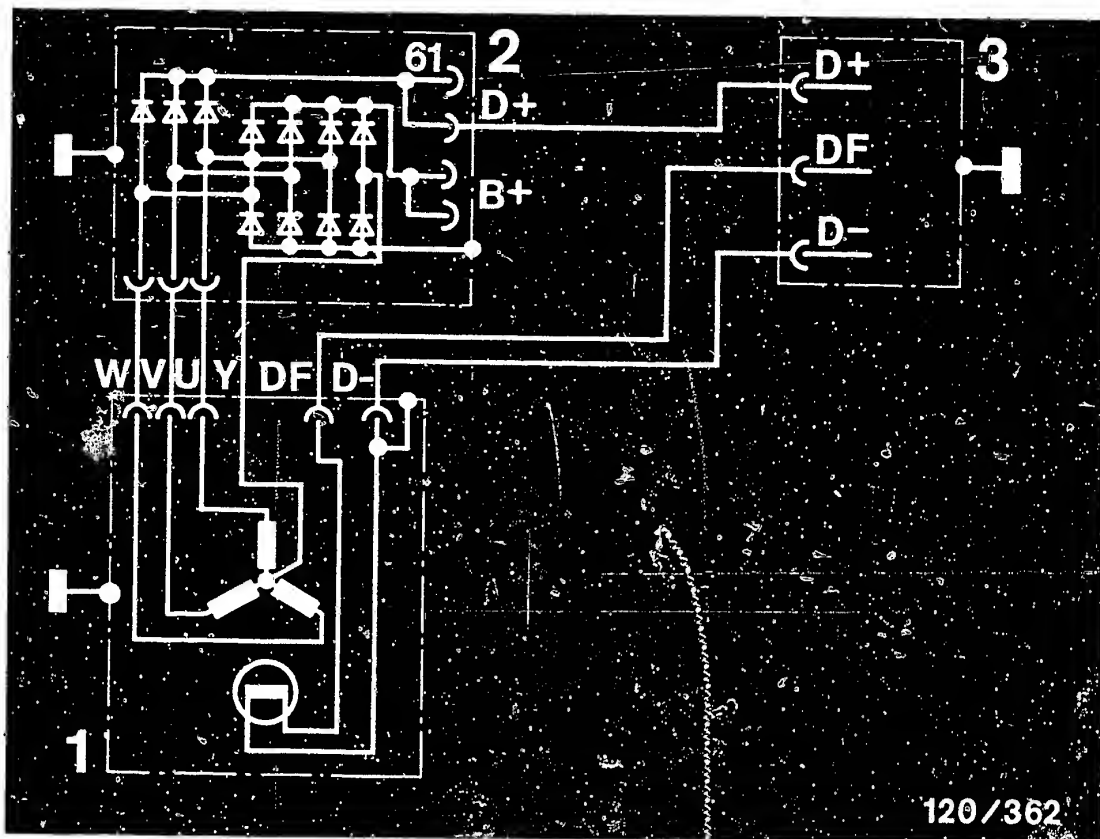 61 2 D+ 3
D+
DF
B+
D-
W V U Y DF D-
1
120/362